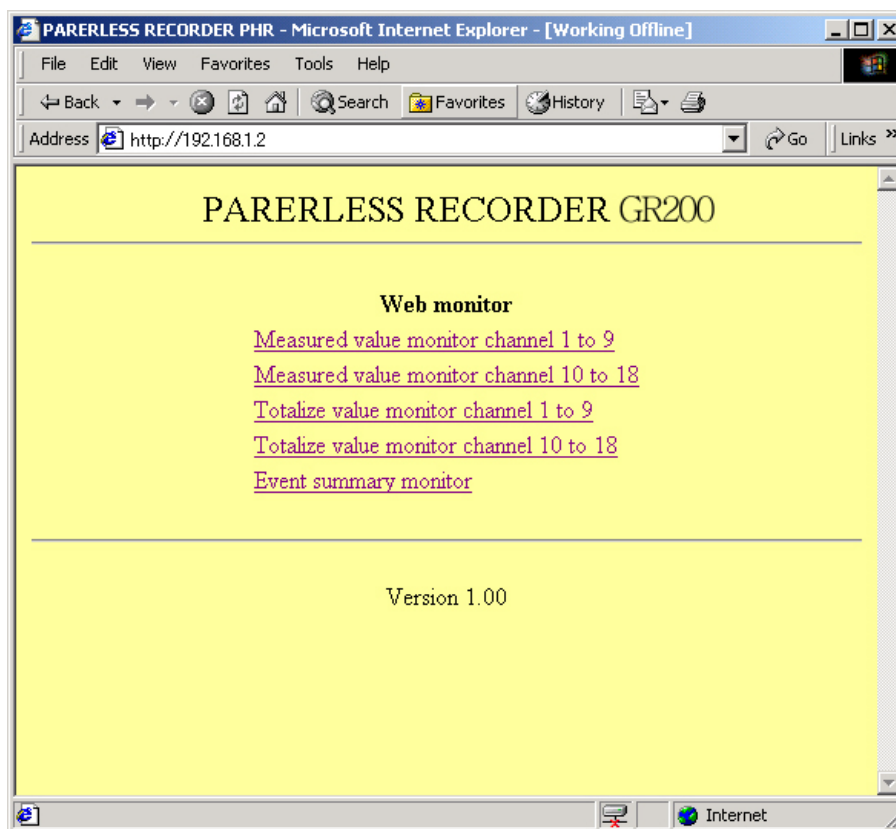 PARERLESS RECORDER PHR - Microsoft Internet Explorer - [Working Offline]
File Edit View Favorites Tools Help
Back Search Favorites History
Address http://192.168.1.2 Go Links »
PARERLESS RECORDER GR200
Web monitor
Measured value monitor channel 1 to 9
Measured value monitor channel 10 to 18
Totalize value monitor channel 1 to 9
Totalize value monitor channel 10 to 18
Event summary monitor
Version 1.00
Internet